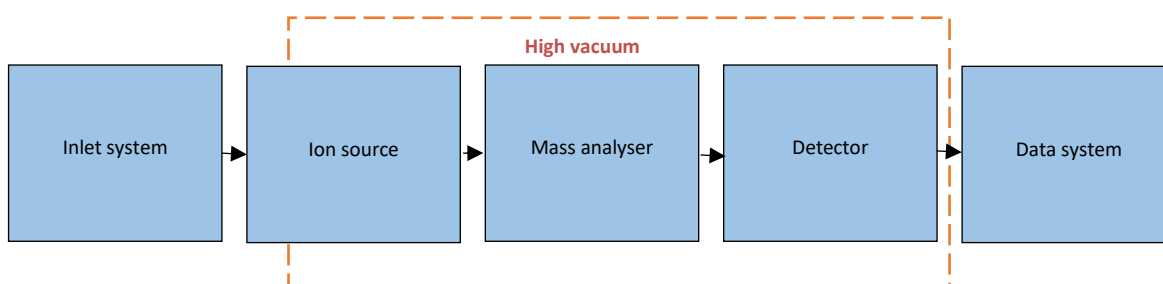 High vacuum
Inlet system
Ion source
Mass analyser
Detector
Data system